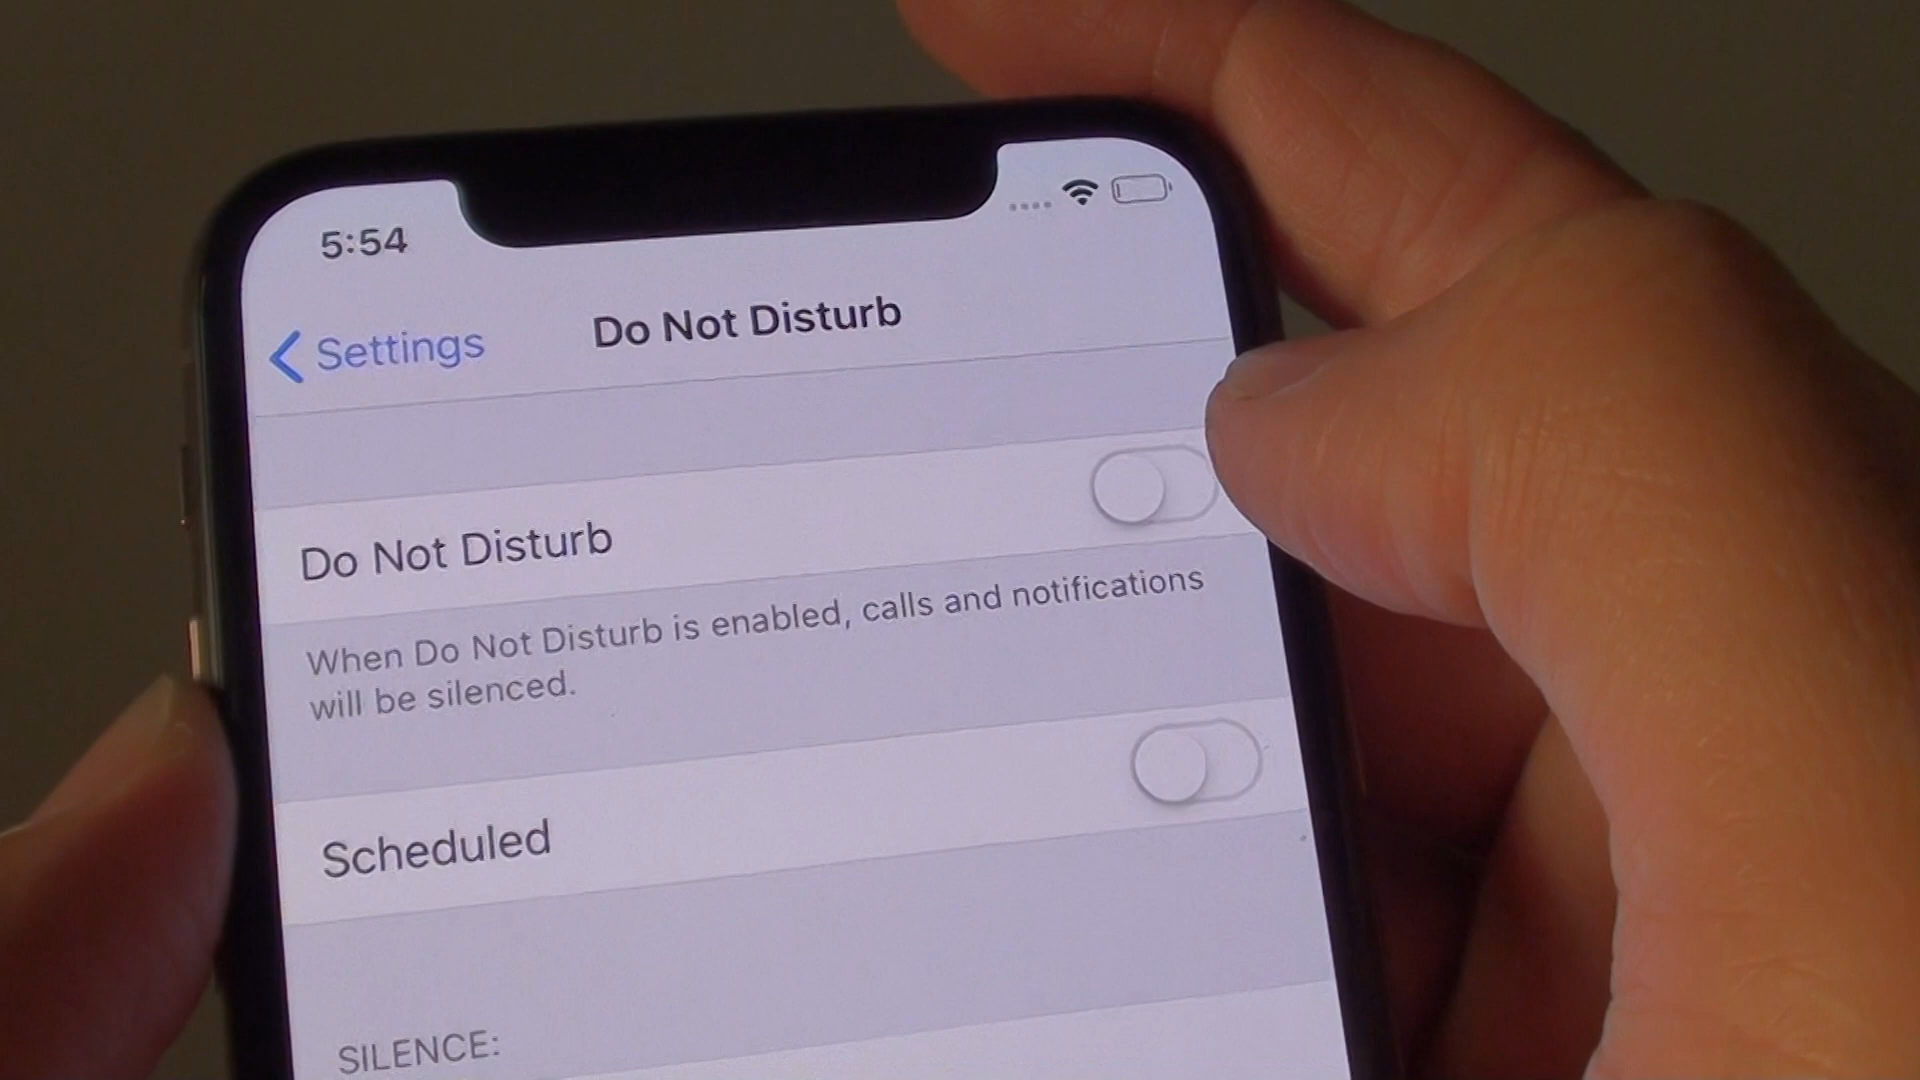 5:54
Settings
Do Not Disturb
Do Not Disturb
When Do Not Disturb is enabled, calls and notifications
will be silenced.
Scheduled
SILENCE: